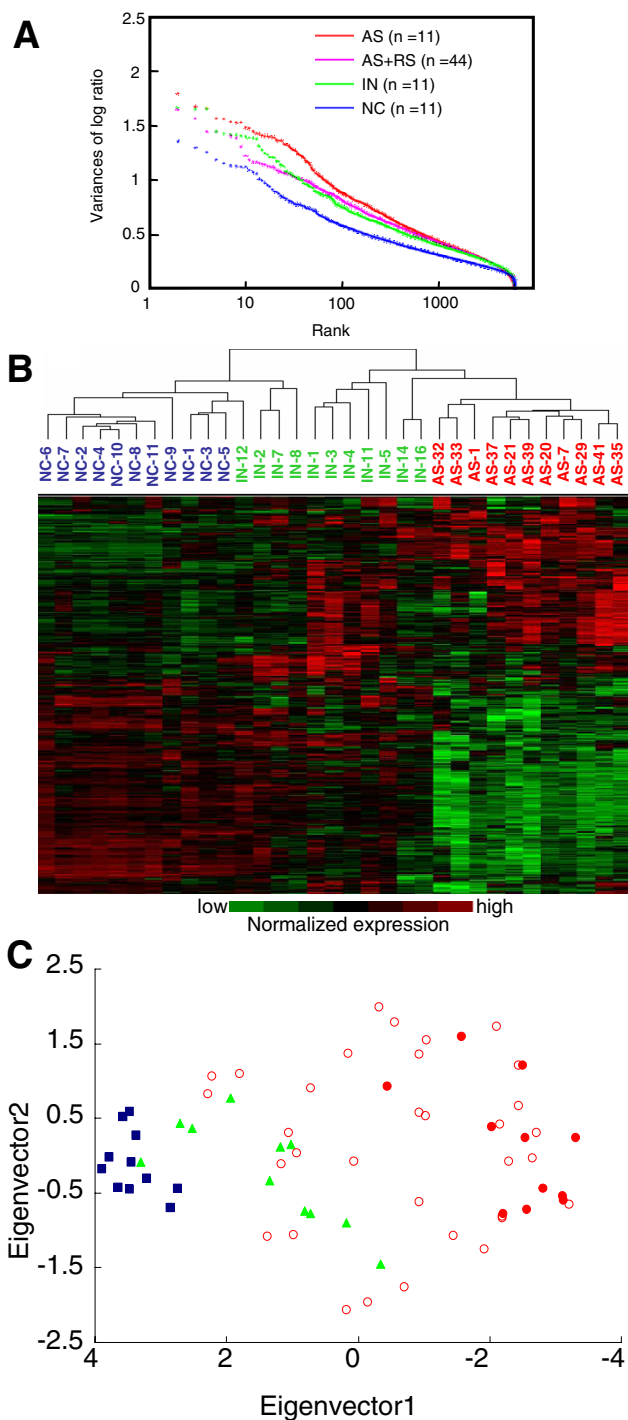 A
2.5
2
1.5
1
0.5
0
Variances of log ratio
AS (n =11)
AS+RS (n =44)
IN (n =11)
NC (n =11)
1
10
100
1000
Rank
B
NC-6
NC-7
NC-2
NC-4
NC-10
NC-8
NC-11
NC-9
NC-1
NC-3
NC-5
IN-12
IN-2
IN-7
IN-8
IN-1
IN-3
IN-4
IN-11
IN-5
IN-14
IN-16
AS-32
AS-33
AS-1
AS-37
AS-21
AS-39
AS-20
AS-7
AS-29
AS-41
AS-35
low
high
Normalized expression
C
2.5
1.5
0.5
-0.5
-1.5
-2.5
Eigenvector2
4
2
0
-2
-4
Eigenvector1